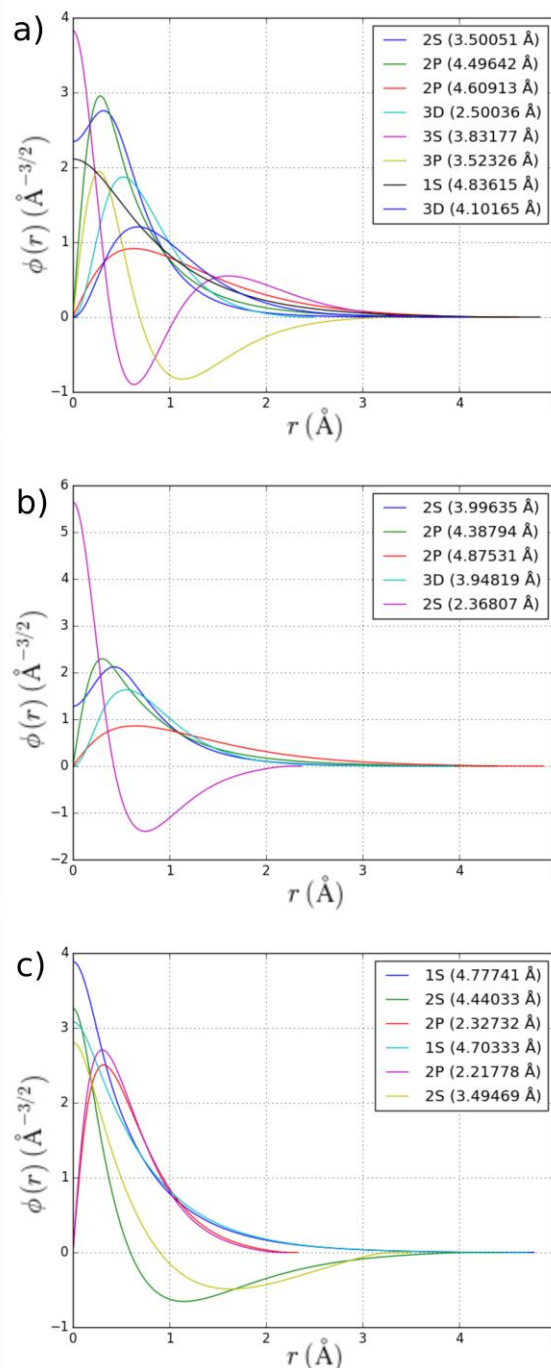 a)
4
3
2
1
0
−1
ϕ(r) (Å^−3/2)
2S (3.50051 Å)
2P (4.49642 Å)
2P (4.60913 Å)
3D (2.50036 Å)
3S (3.83177 Å)
3P (3.52326 Å)
1S (4.83615 Å)
3D (4.10165 Å)
0 1 2 3 4
r (Å)
b)
6
5
4
3
2
1
0
−1
−2
ϕ(r) (Å^−3/2)
2S (3.99635 Å)
2P (4.38794 Å)
2P (4.87531 Å)
3D (3.94819 Å)
2S (2.36807 Å)
0 1 2 3 4
r (Å)
c)
4
3
2
1
0
−1
ϕ(r) (Å^−3/2)
1S (4.77741 Å)
2S (4.44033 Å)
2P (2.32732 Å)
1S (4.70333 Å)
2P (2.21778 Å)
2S (3.49469 Å)
0 1 2 3 4
r (Å)